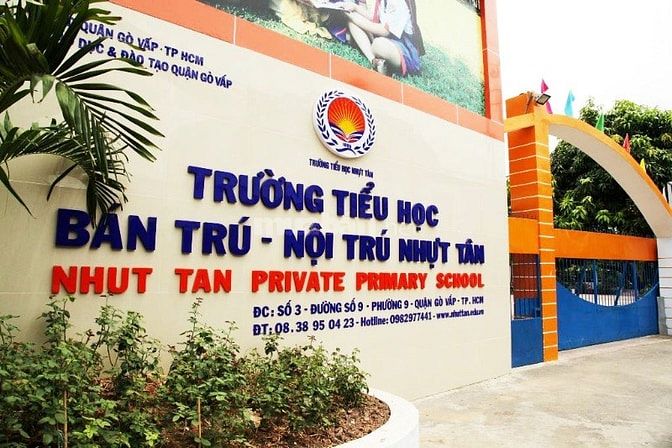 QUẬN GÒ VẤP - TP HCM
DỤC & ĐÀO TẠO QUẬN GÒ VẤP
TRƯỜNG TIỂU HỌC NHỰT TÂN
TRƯỜNG TIỂU HỌC
BÁN TRÚ - NỘI TRÚ NHỰT TÂN
NHUT TAN PRIVATE PRIMARY SCHOOL
ĐC: SỐ 3 - ĐƯỜNG SỐ 9 - PHƯỜNG 9 - QUẬN GÒ VẤP - TP. HCM
ĐT: 08. 38 95 04 23 - Hotline: 0982977441 - www.nhuttan.edu.vn